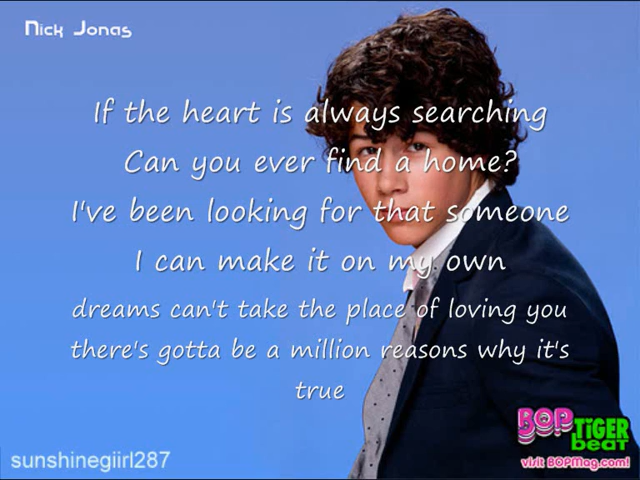 Nick Jonas
If the heart is always searching
Can you ever find a home?
I've been looking for that someone
I can make it on my own
dreams can't take the place of loving you
there's gotta be a million reasons why it's
true
BOP
TiGER
beat
visit BOPMag.com!
sunshinegiirl287